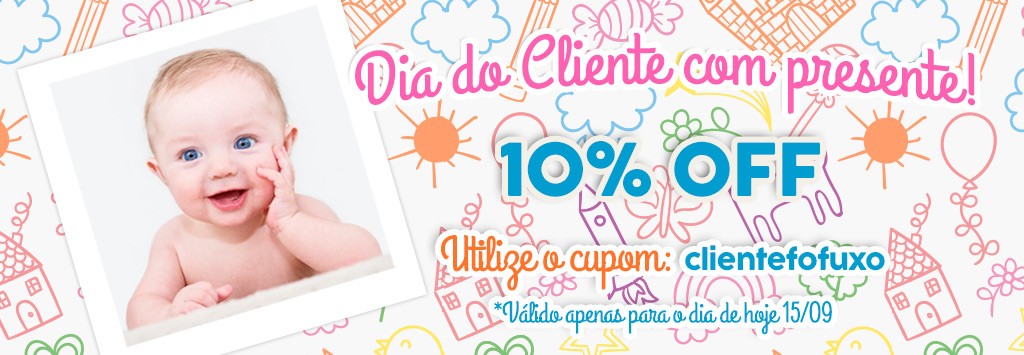 Dia do Cliente com presente!
10% OFF
Utilize o cupom: clientefofuxo
*Válido apenas para o dia de hoje 15/09